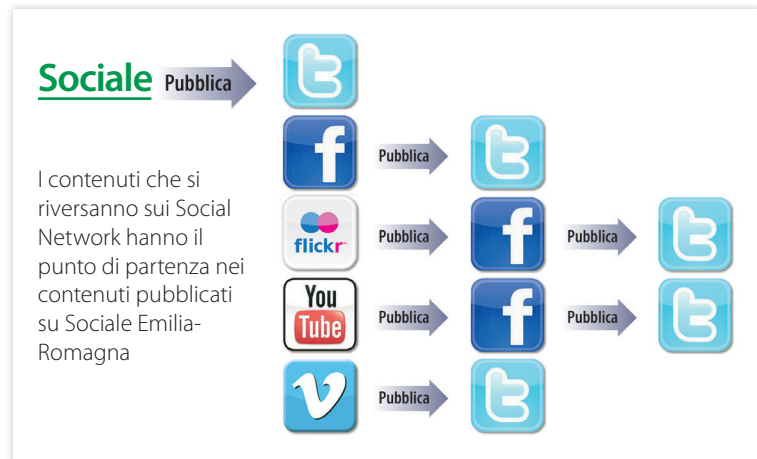 Sociale Pubblica
Pubblica
I contenuti che si
riversanno sui Social
Network hanno il
punto di partenza nei
contenuti pubblicati
su Sociale Emilia-
Romagna
flickr Pubblica Pubblica
You
Tube Pubblica Pubblica
Pubblica